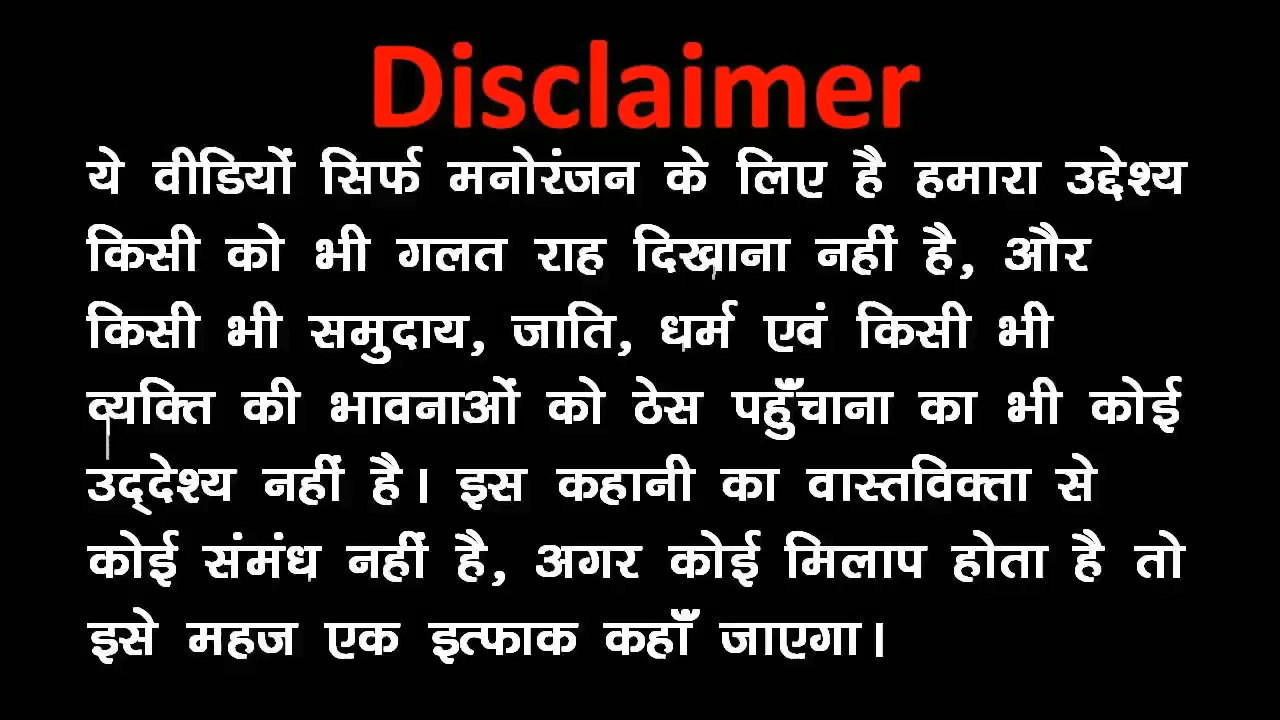 Disclaimer
ये वीडियों सिर्फ मनोरंजन के लिए है हमारा उद्देश्य
किसी को भी गलत राह दिखाना नहीं है, और
किसी भी समुदाय, जाति, धर्म एवं किसी भी
व्यक्ति की भावनाओं को ठेस पहुँचाना का भी कोई
उद्‌देश्य नहीं है। इस कहानी का वास्तविक्ता से
कोई संमंध नहीं है, अगर कोई मिलाप होता है तो
इसे महज एक इत्फाक कहाँ जाएगा।